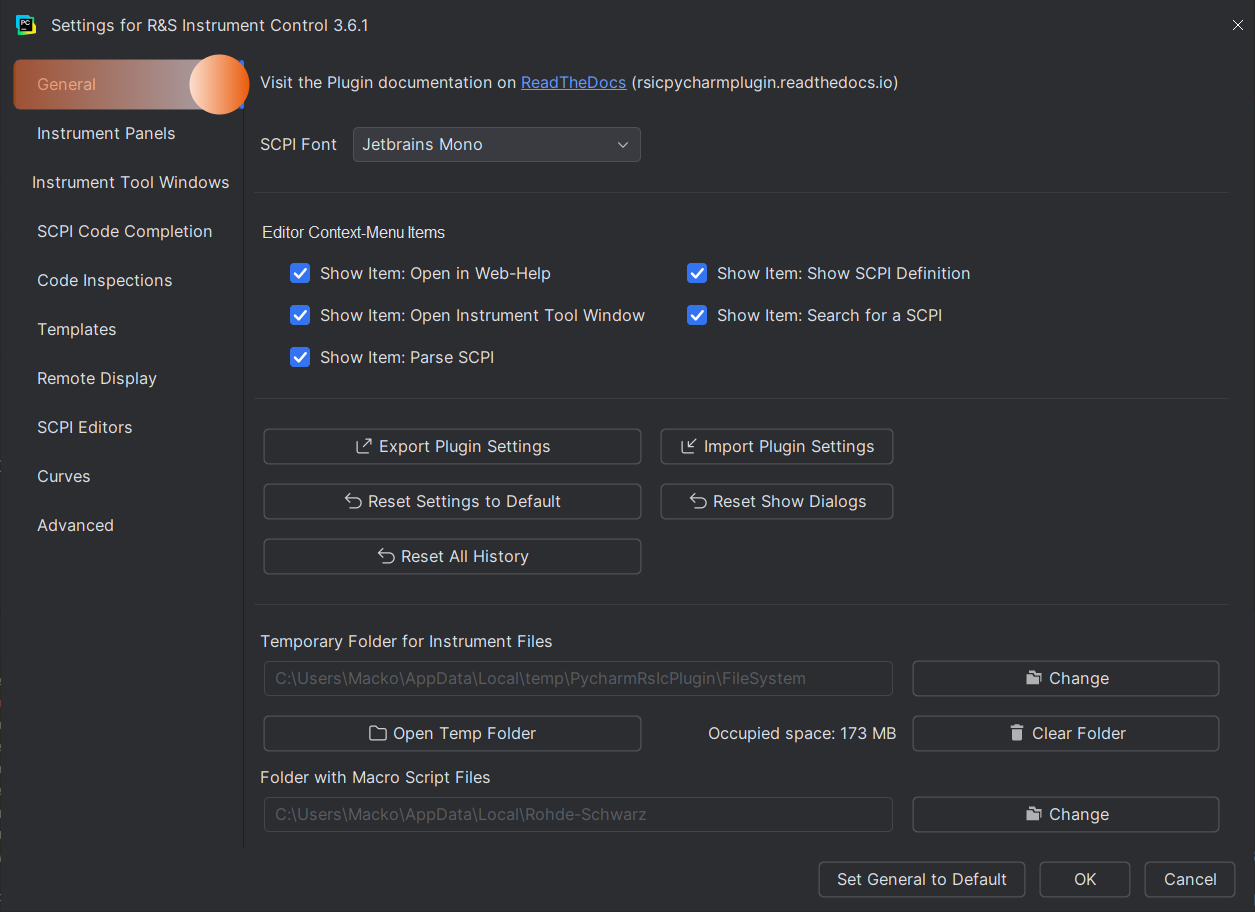 Settings for R&S Instrument Control 3.6.1
General
Instrument Panels
Instrument Tool Windows
SCPI Code Completion
Code Inspections
Templates
Remote Display
SCPI Editors
Curves
Advanced
Visit the Plugin documentation on ReadTheDocs (rsicpycharmplugin.readthedocs.io)
SCPI Font Jetbrains Mono
Editor Context-Menu Items
Show Item: Open in Web-Help Show Item: Show SCPI Definition
Show Item: Open Instrument Tool Window Show Item: Search for a SCPI
Show Item: Parse SCPI
Export Plugin Settings Import Plugin Settings
Reset Settings to Default Reset Show Dialogs
Reset All History
Temporary Folder for Instrument Files
C:\Users\Macko\AppData\Local\temp\PycharmRsIcPlugin\FileSystem Change
Open Temp Folder Occupied space: 173 MB Clear Folder
Folder with Macro Script Files
C:\Users\Macko\AppData\Local\Rohde-Schwarz Change
Set General to Default OK Cancel